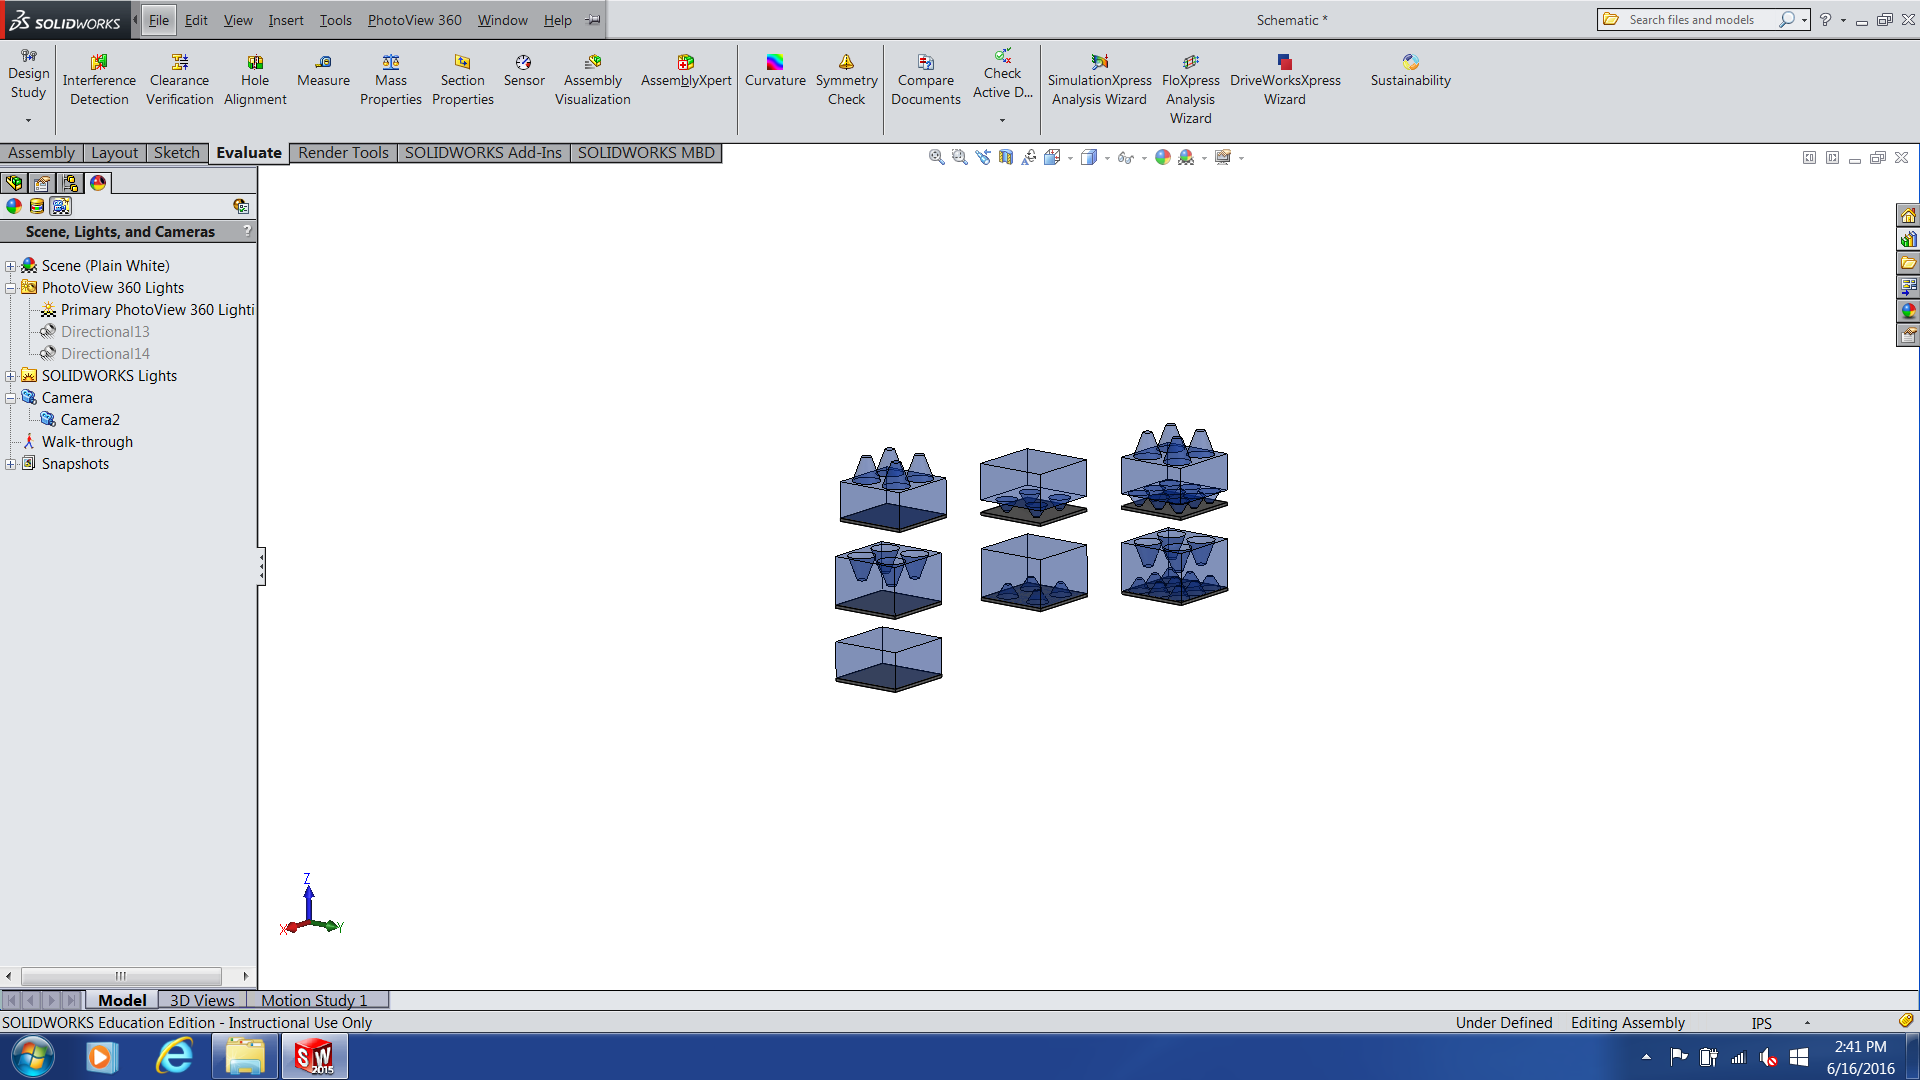 SOLIDWORKS File Edit View Insert Tools PhotoView 360 Window Help Schematic * Search files and models ?
Design Study
Interference Detection
Clearance Verification
Hole Alignment
Measure
Mass Properties
Section Properties
Sensor
Assembly Visualization
AssemblyXpert
Curvature
Symmetry Check
Compare Documents
Check Active D...
SimulationXpress Analysis Wizard
FloXpress Analysis Wizard
DriveWorksXpress Wizard
Sustainability
Assembly Layout Sketch Evaluate Render Tools SOLIDWORKS Add-Ins SOLIDWORKS MBD
Scene, Lights, and Cameras ?
Scene (Plain White)
PhotoView 360 Lights
Primary PhotoView 360 Lighti
Directional13
Directional14
SOLIDWORKS Lights
Camera
Camera2
Walk-through
Snapshots
Z
X Y
Model 3D Views Motion Study 1
SOLIDWORKS Education Edition - Instructional Use Only Under Defined Editing Assembly IPS
SW 2015
2:41 PM
6/16/2016